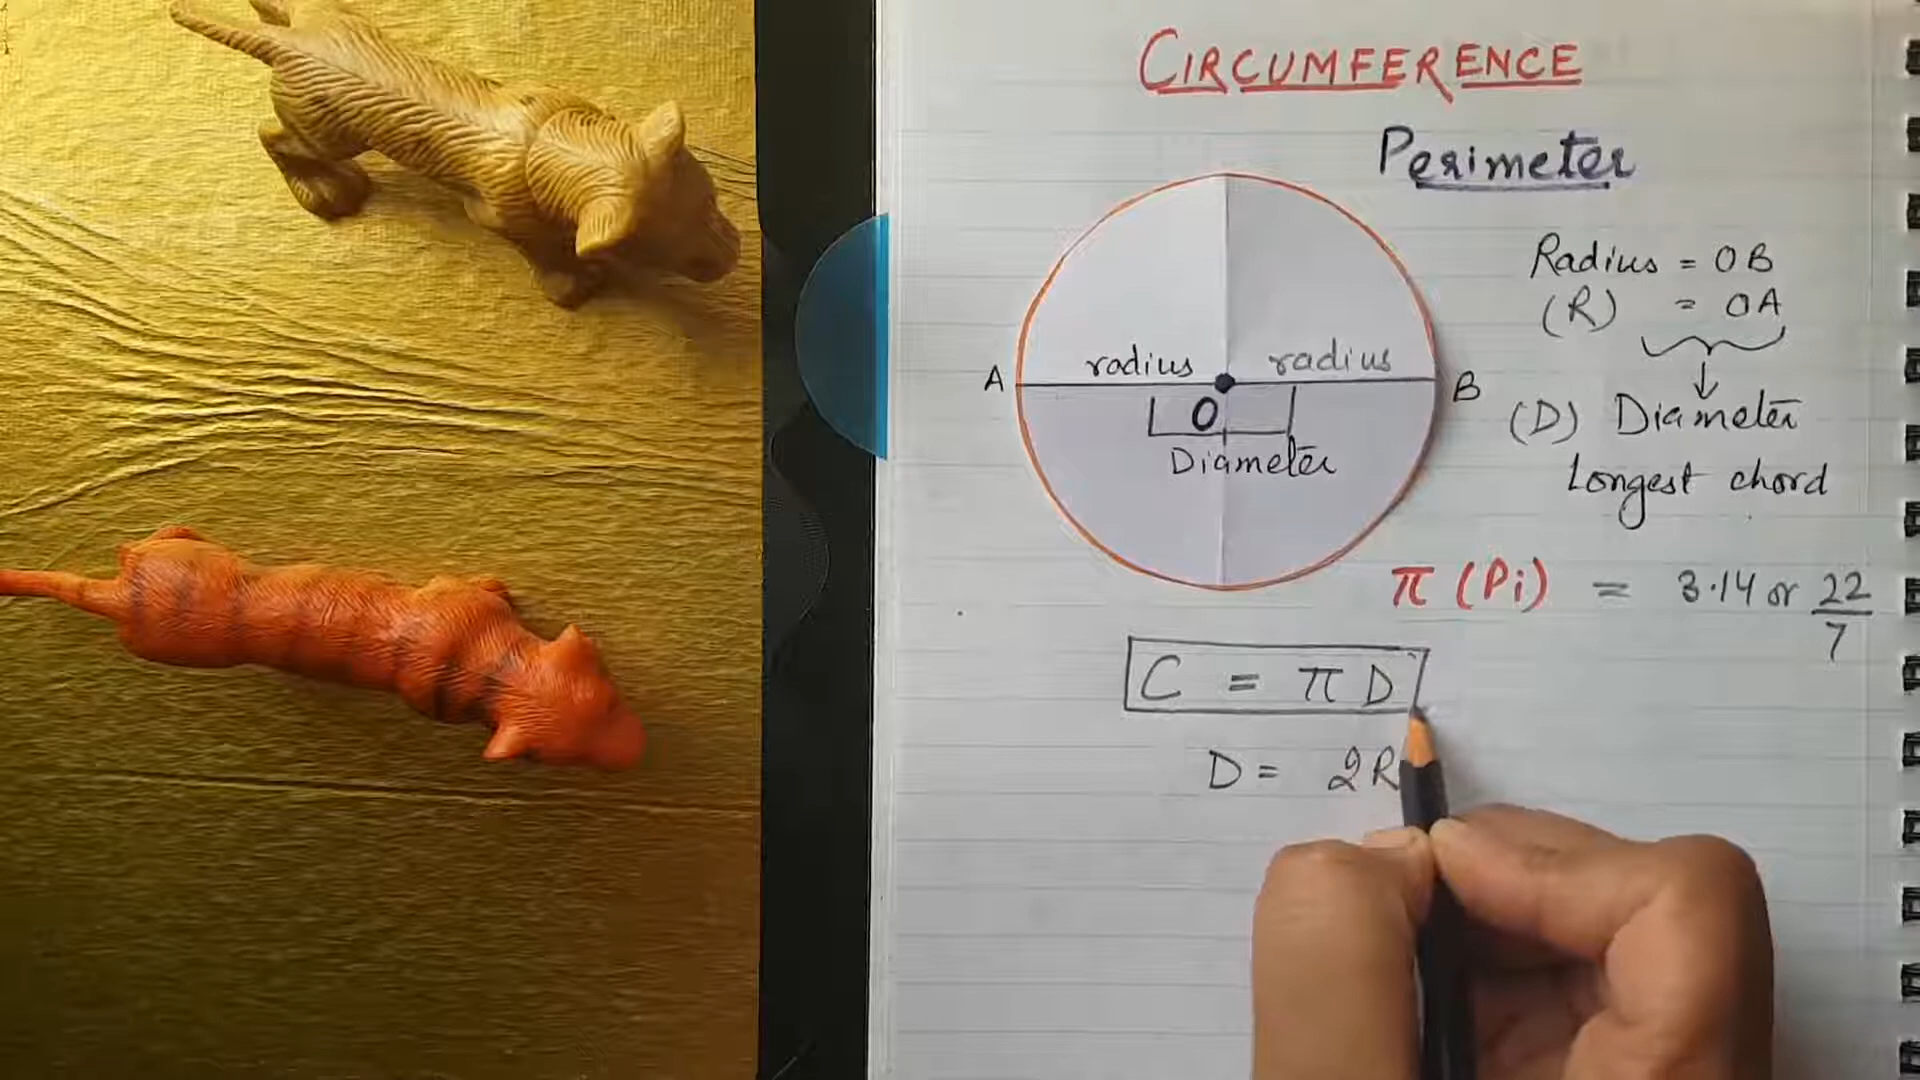 CIRCUMFERENCE
Perimeter
Radius = OB
(R) = OA
radius radius
A B
O
Diameter
(D) Diameter
Longest chord
π (Pi) = 3.14 or 22/7
C = π D
D = 2R